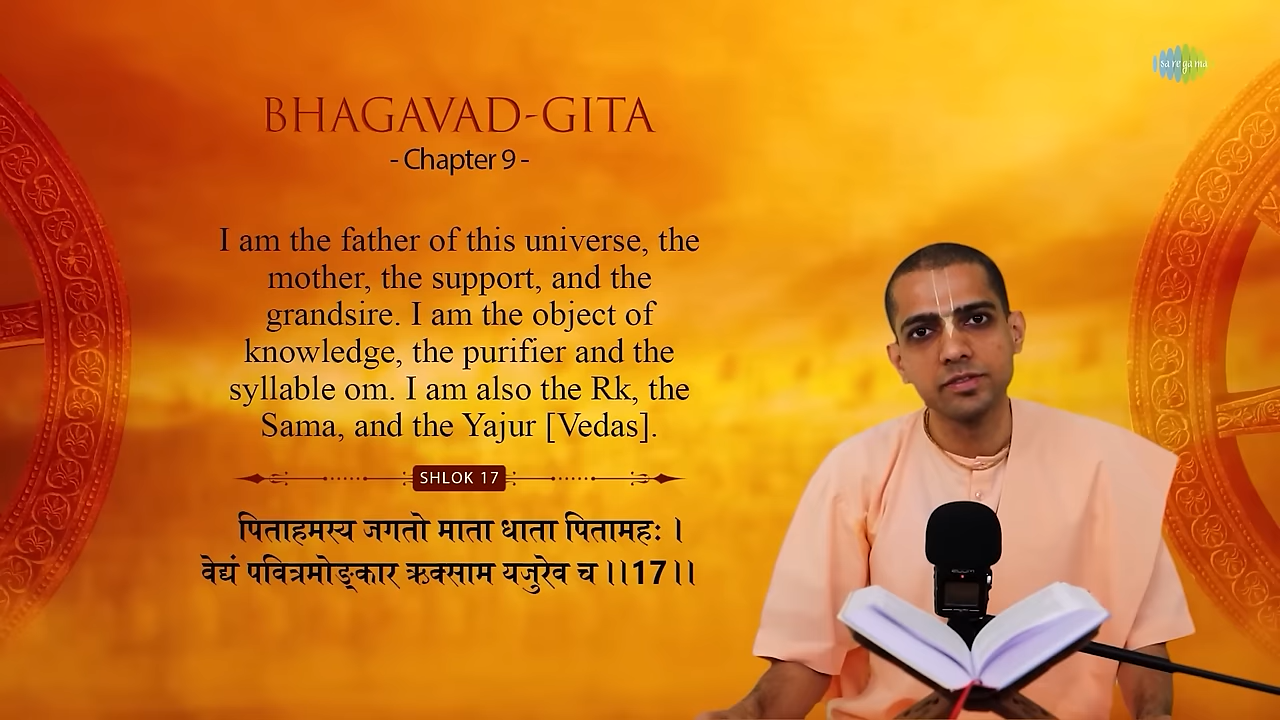 saregama
BHAGAVAD-GITA
- Chapter 9 -
I am the father of this universe, the
mother, the support, and the
grandsire. I am the object of
knowledge, the purifier and the
syllable om. I am also the Rk, the
Sama, and the Yajur [Vedas].
SHLOK 17
पिताहमस्य जगतो माता धाता पितामहः ।
वेद्यं पवित्रमोङ्कार ऋक्साम यजुरेव च ।।17।।